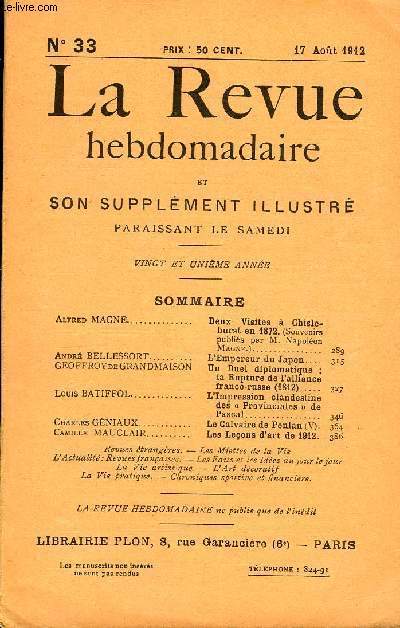 www.le-livre.com
N° 33 PRIX : 50 CENT. 17 Août 1912
La Revue
hebdomadaire
ET
SON SUPPLÉMENT ILLUSTRÉ
PARAISSANT LE SAMEDI
VINGT ET UNIÈME ANNÉE
SOMMAIRE
ALFRED MAGNE............. Deux Visites à Chisle-
hurst en 1872. (Souvenirs
publiés par M. Napoléon
MAGNE.).................. 289
ANDRÉ BELLESSORT........ L'Empereur du Japon.... 315
GEOFFROY DE GRANDMAISON Un Duel diplomatique :
la Rupture de l'alliance
franco-russe (1812)..... 327
LOUIS BATIFFOL........... L'Impression clandestine
des « Provinciales » de
Pascal.................. 346
CHARLES GÉNIAUX......... Le Calvaire de Penlan (V). 364
CAMILLE MAUCLAIR........ Les Leçons d'art de 1912. 386
Revues étrangères. — Les Miettes de la Vie
L'Actualité: Revues françaises. — Les Faits et les Idées au jour le jour
La Vie artistique. — L'Art décoratif
La Vie pratique. — Chroniques sportive et financière.
LA REVUE HEBDOMADAIRE ne publie que de l'inédit
LIBRAIRIE PLON, 8, rue Garancière (6e) — PARIS
Les manuscrits non insérés
ne sont pas rendus
TÉLÉPHONE : 824-91